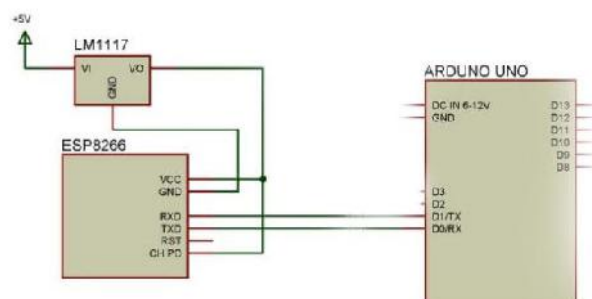 +5V
LM1117
VI
VO
GND
ESP8266
VCC
GND
RXD
TXD
RST
CH PD
ARDUNO UNO
DC IN 6-12V
GND
D3
D2
D1/TX
D0/RX
D13
D12
D11
D10
D9
D8